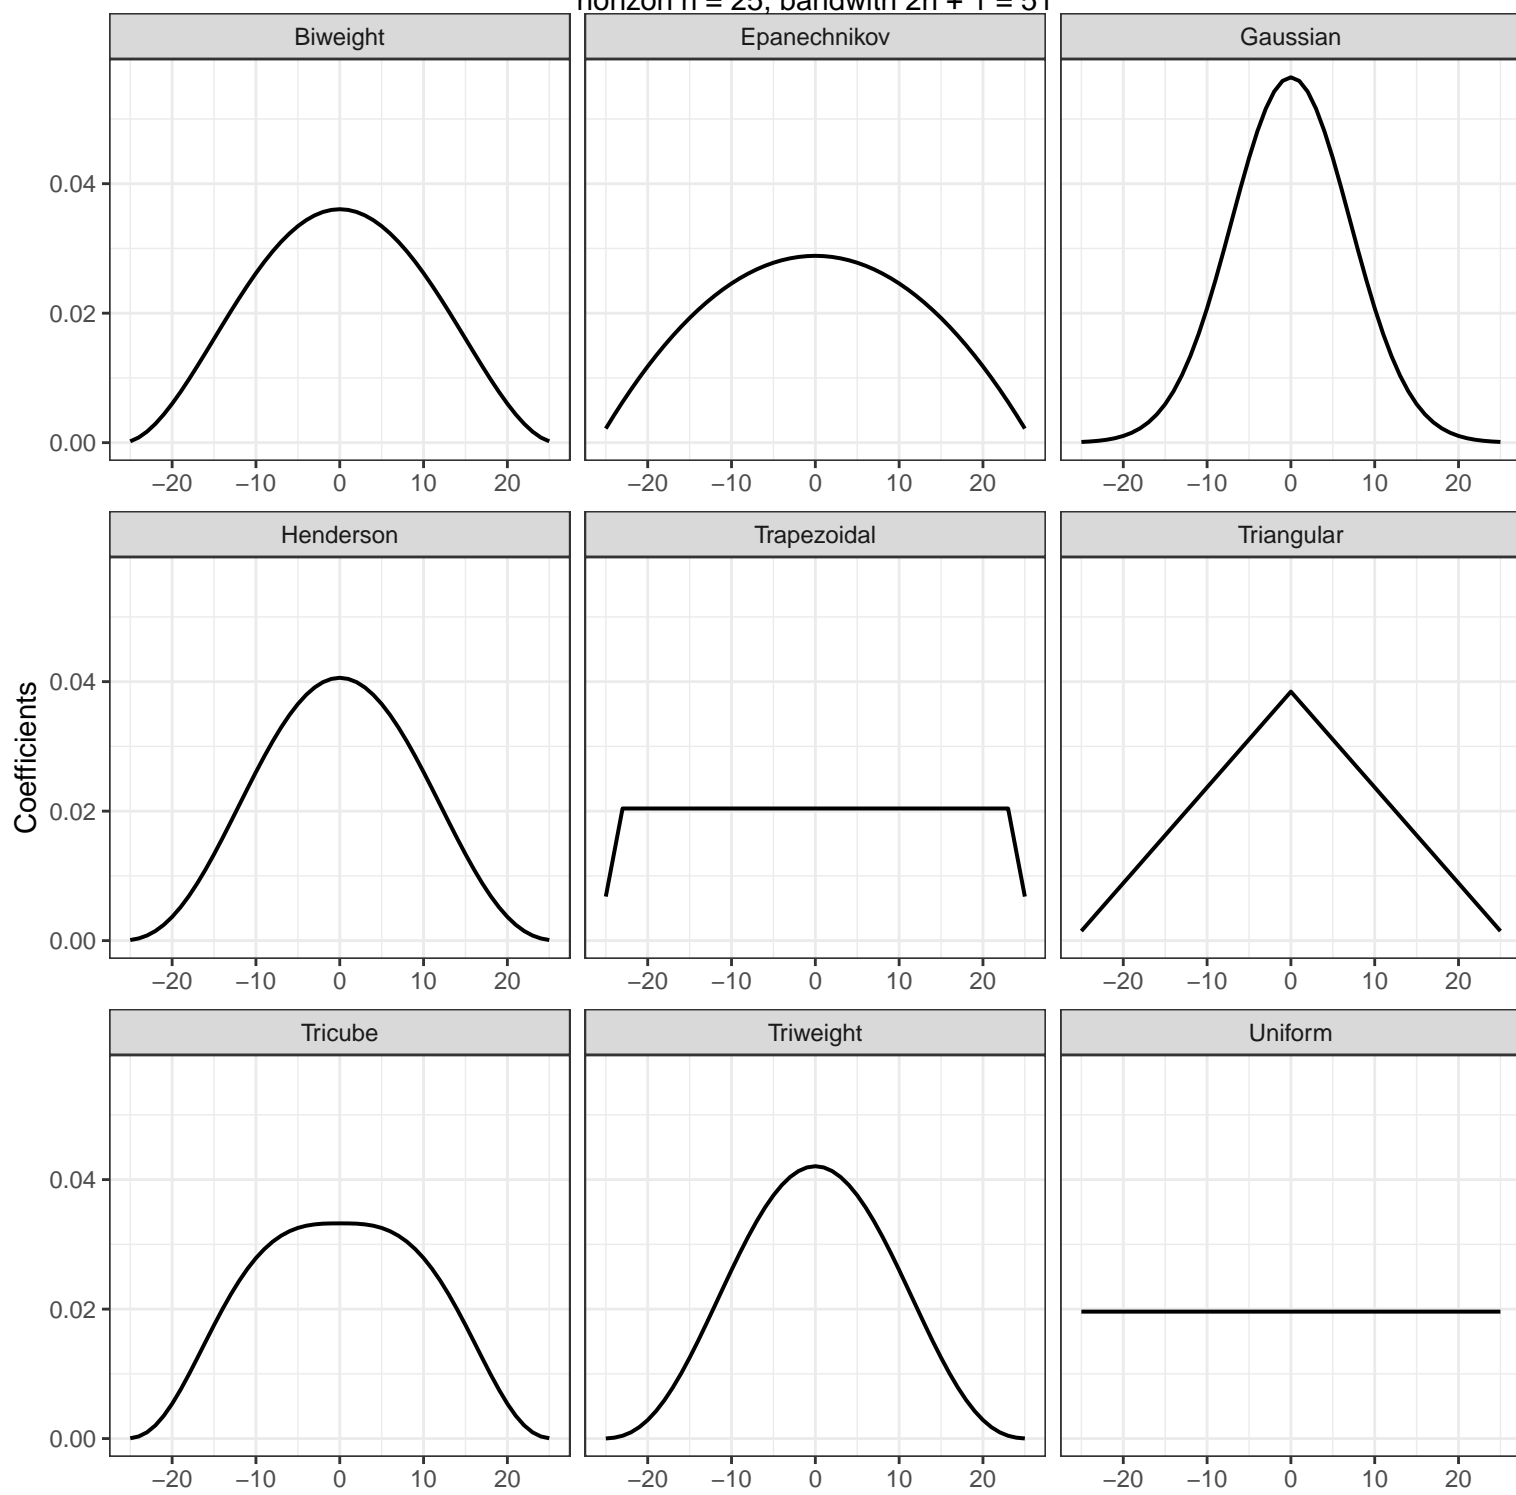 horizon h = 25, bandwith 2h + 1 = 51
Biweight Epanechnikov Gaussian
0.04
0.02
0.00
−20 −10 0 10 20 −20 −10 0 10 20 −20 −10 0 10 20
Henderson Trapezoidal Triangular
0.04
0.02
0.00
−20 −10 0 10 20 −20 −10 0 10 20 −20 −10 0 10 20
Coefficients
Tricube Triweight Uniform
0.04
0.02
0.00
−20 −10 0 10 20 −20 −10 0 10 20 −20 −10 0 10 20